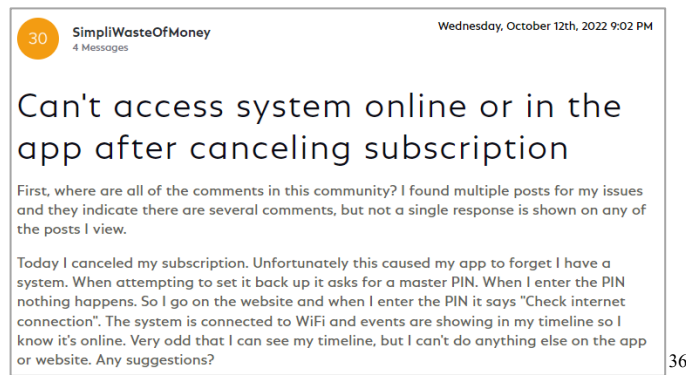 30
SimpliWasteOfMoney
4 Messages
Wednesday, October 12th, 2022 9:02 PM
Can't access system online or in the
app after canceling subscription
First, where are all of the comments in this community? I found multiple posts for my issues
and they indicate there are several comments, but not a single response is shown on any of
the posts I view.
Today I canceled my subscription. Unfortunately this caused my app to forget I have a
system. When attempting to set it back up it asks for a master PIN. When I enter the PIN
nothing happens. So I go on the website and when I enter the PIN it says "Check internet
connection". The system is connected to WiFi and events are showing in my timeline so I
know it's online. Very odd that I can see my timeline, but I can't do anything else on the app
or website. Any suggestions?
36